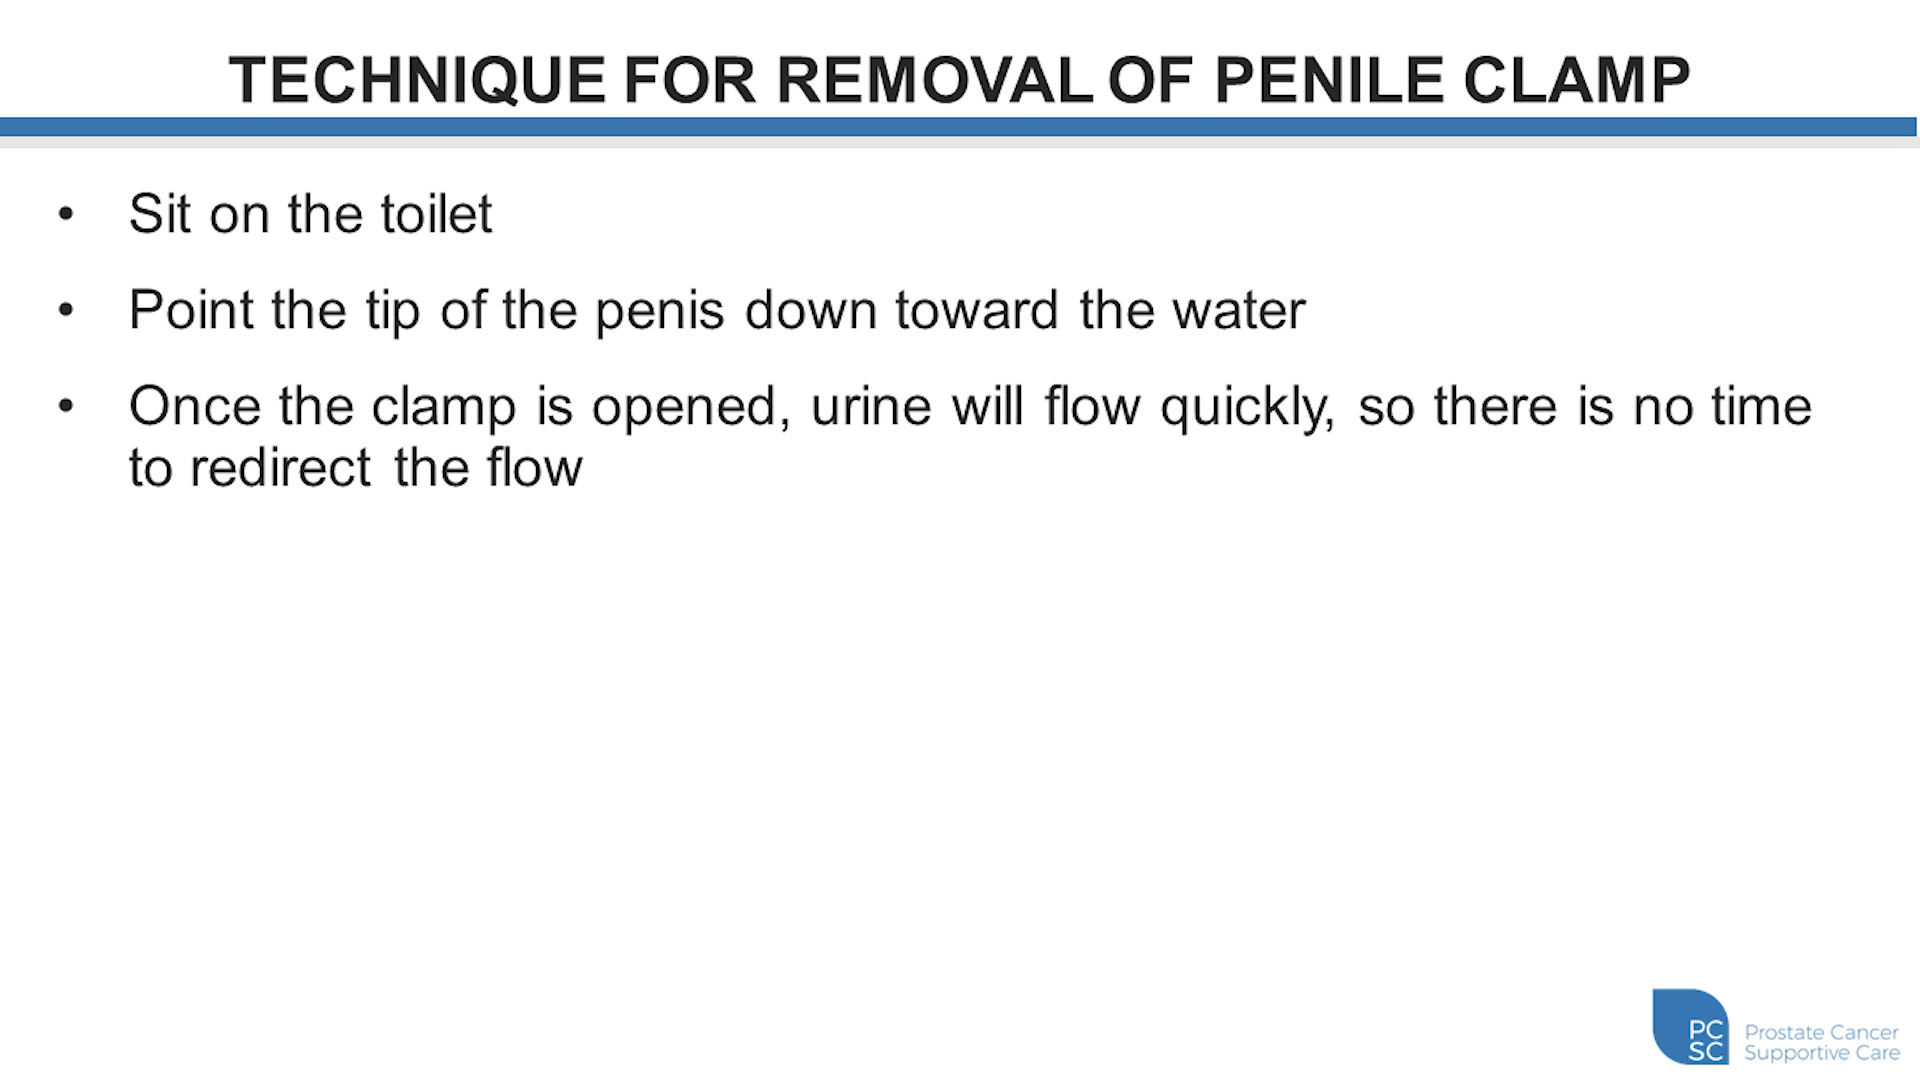 TECHNIQUE FOR REMOVAL OF PENILE CLAMP
• Sit on the toilet
• Point the tip of the penis down toward the water
• Once the clamp is opened, urine will flow quickly, so there is no time
to redirect the flow
PC
SC
Prostate Cancer
Supportive Care